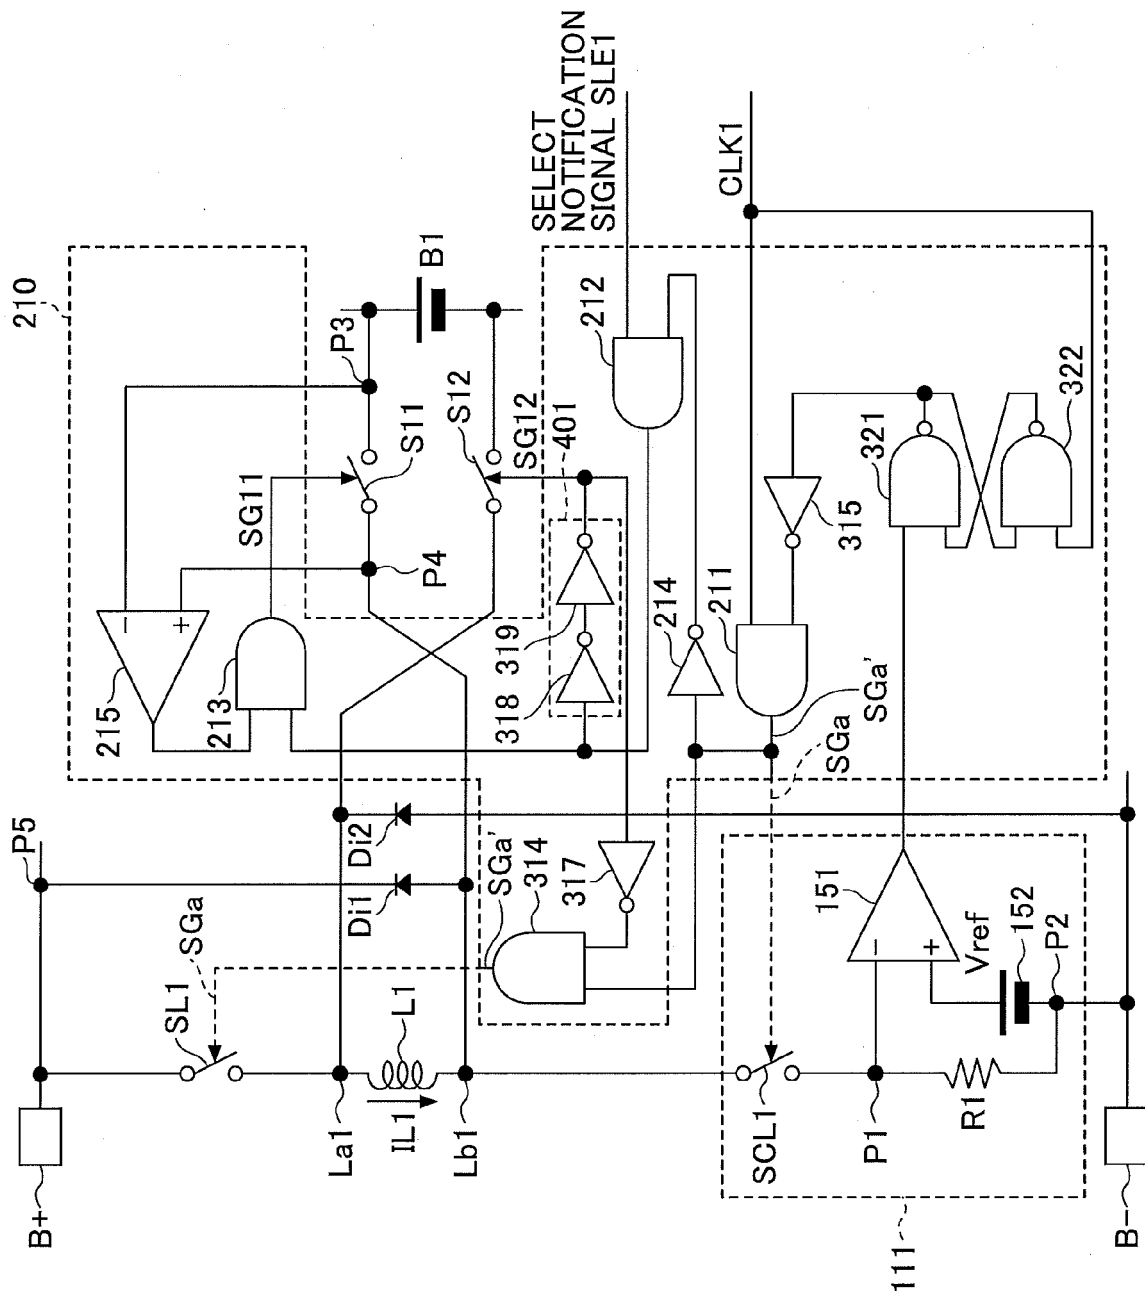 210
SELECT
NOTIFICATION
SIGNAL SLE1
CLK1
B1
P3
S11
S12
SG11
SG12
P4
215
-
+
213
401
318
319
212
214
211
315
321
322
SGa'
SGa
P5
Di2
Di1
SGa
SL1
SGa'
314
317
B+
La1
L1
IL1
Lb1
SCL1
P1
R1
151
-
+
Vref
152
P2
111
B-